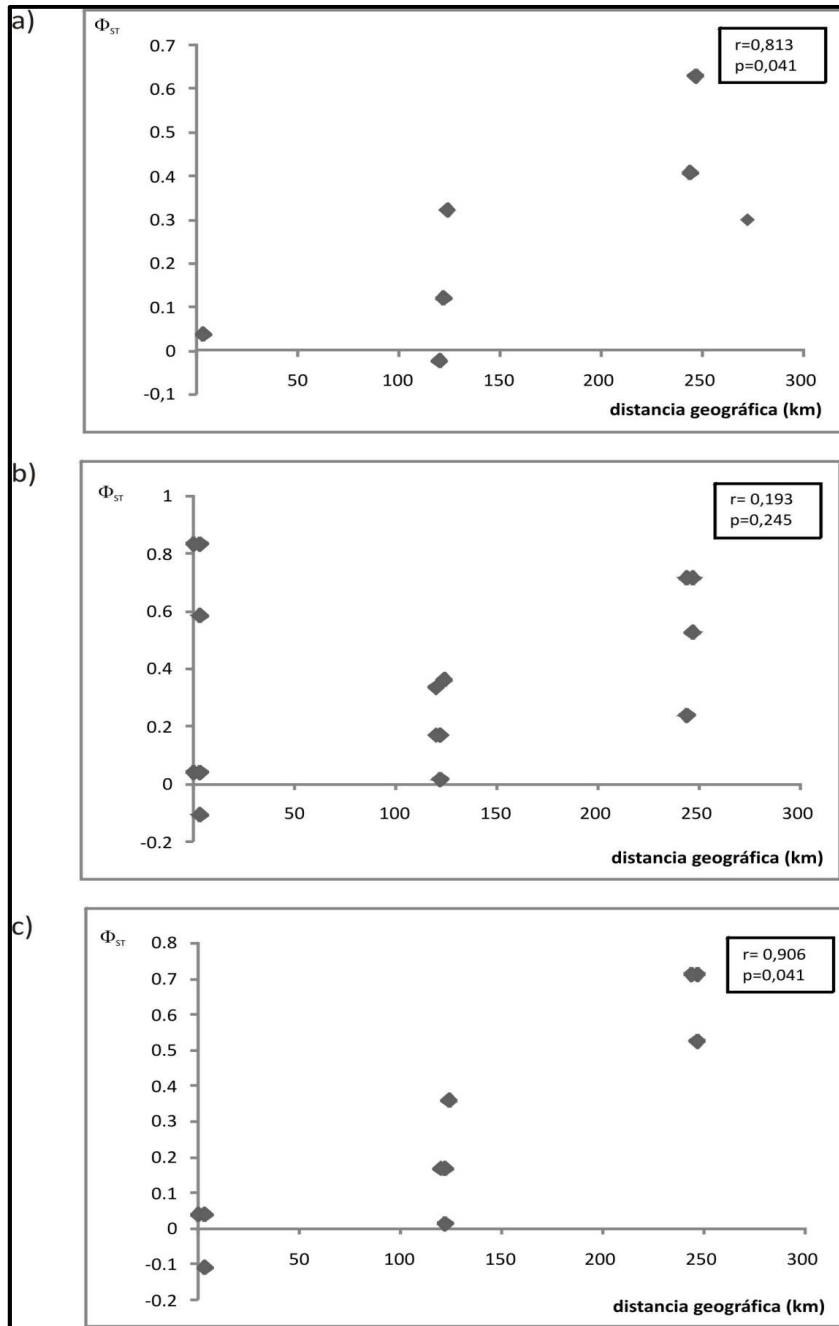 a)
Φ_ST
r=0,813
p=0,041
0.7
0.6
0.5
0.4
0.3
0.2
0.1
0
-0,1
50 100 150 200 250 300
distancia geográfica (km)
b)
Φ_ST
r= 0,193
p=0,245
1
0.8
0.6
0.4
0.2
0
-0.2
50 100 150 200 250 300
distancia geográfica (km)
c)
Φ_ST
r= 0,906
p=0,041
0.8
0.7
0.6
0.5
0.4
0.3
0.2
0.1
0
-0.1
-0.2
50 100 150 200 250 300
distancia geográfica (km)